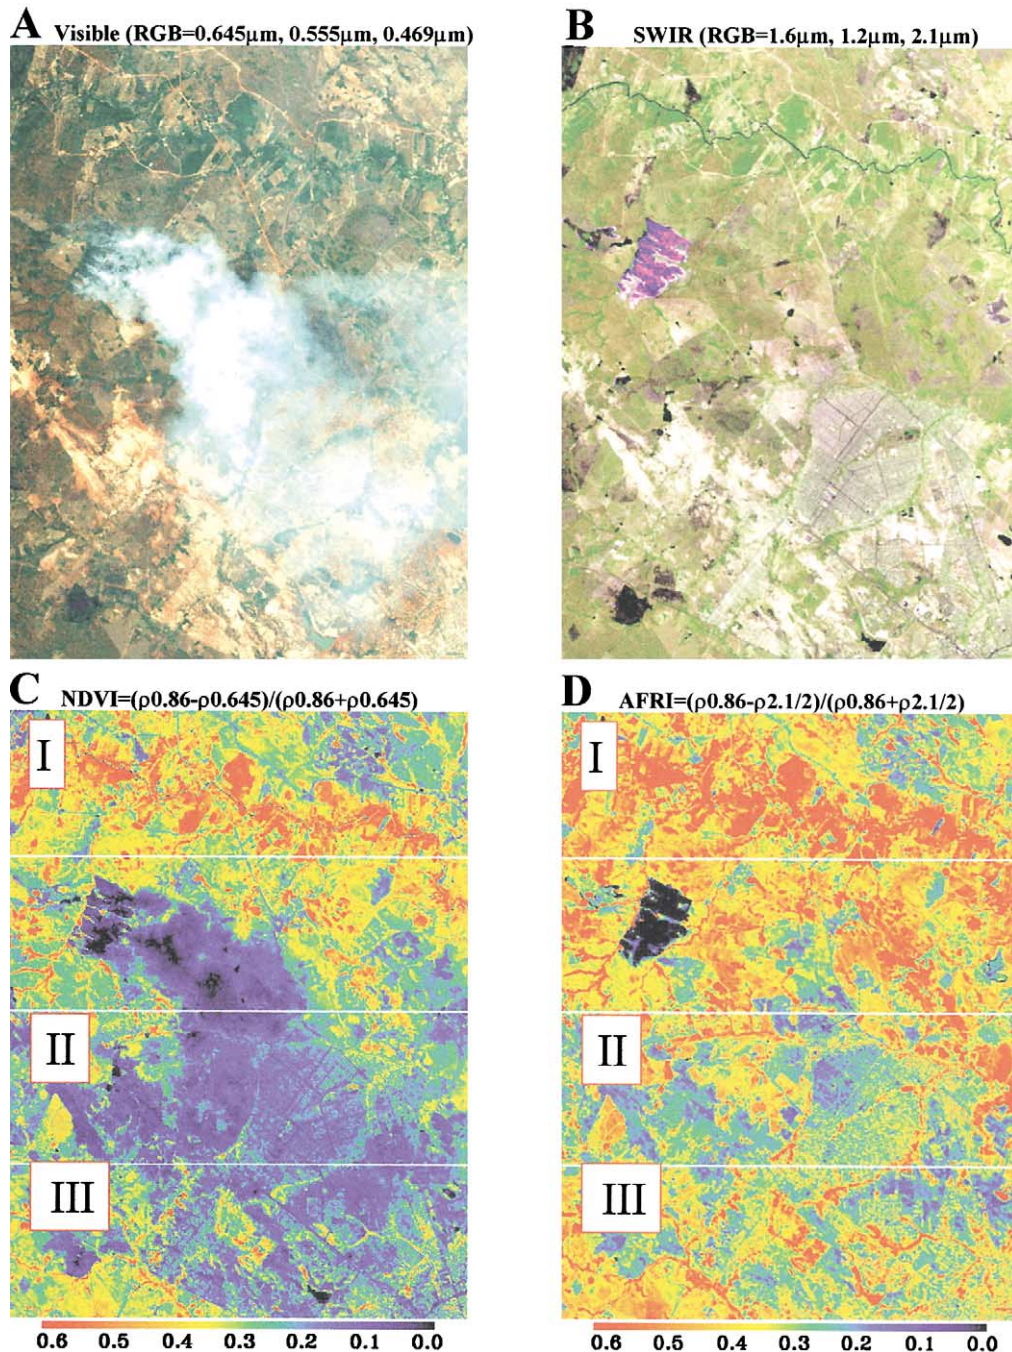 A Visible (RGB=0.645μm, 0.555μm, 0.469μm)
B SWIR (RGB=1.6μm, 1.2μm, 2.1μm)
C NDVI=(ρ0.86-ρ0.645)/(ρ0.86+ρ0.645)
D AFRI=(ρ0.86-ρ2.1/2)/(ρ0.86+ρ2.1/2)
I
I
II
II
III
III
0.6 0.5 0.4 0.3 0.2 0.1 0.0
0.6 0.5 0.4 0.3 0.2 0.1 0.0